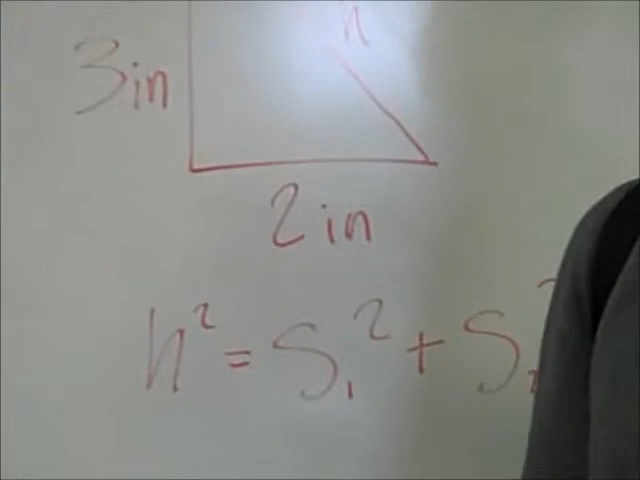 h
3in
2in
h² = S₁² + S₂²